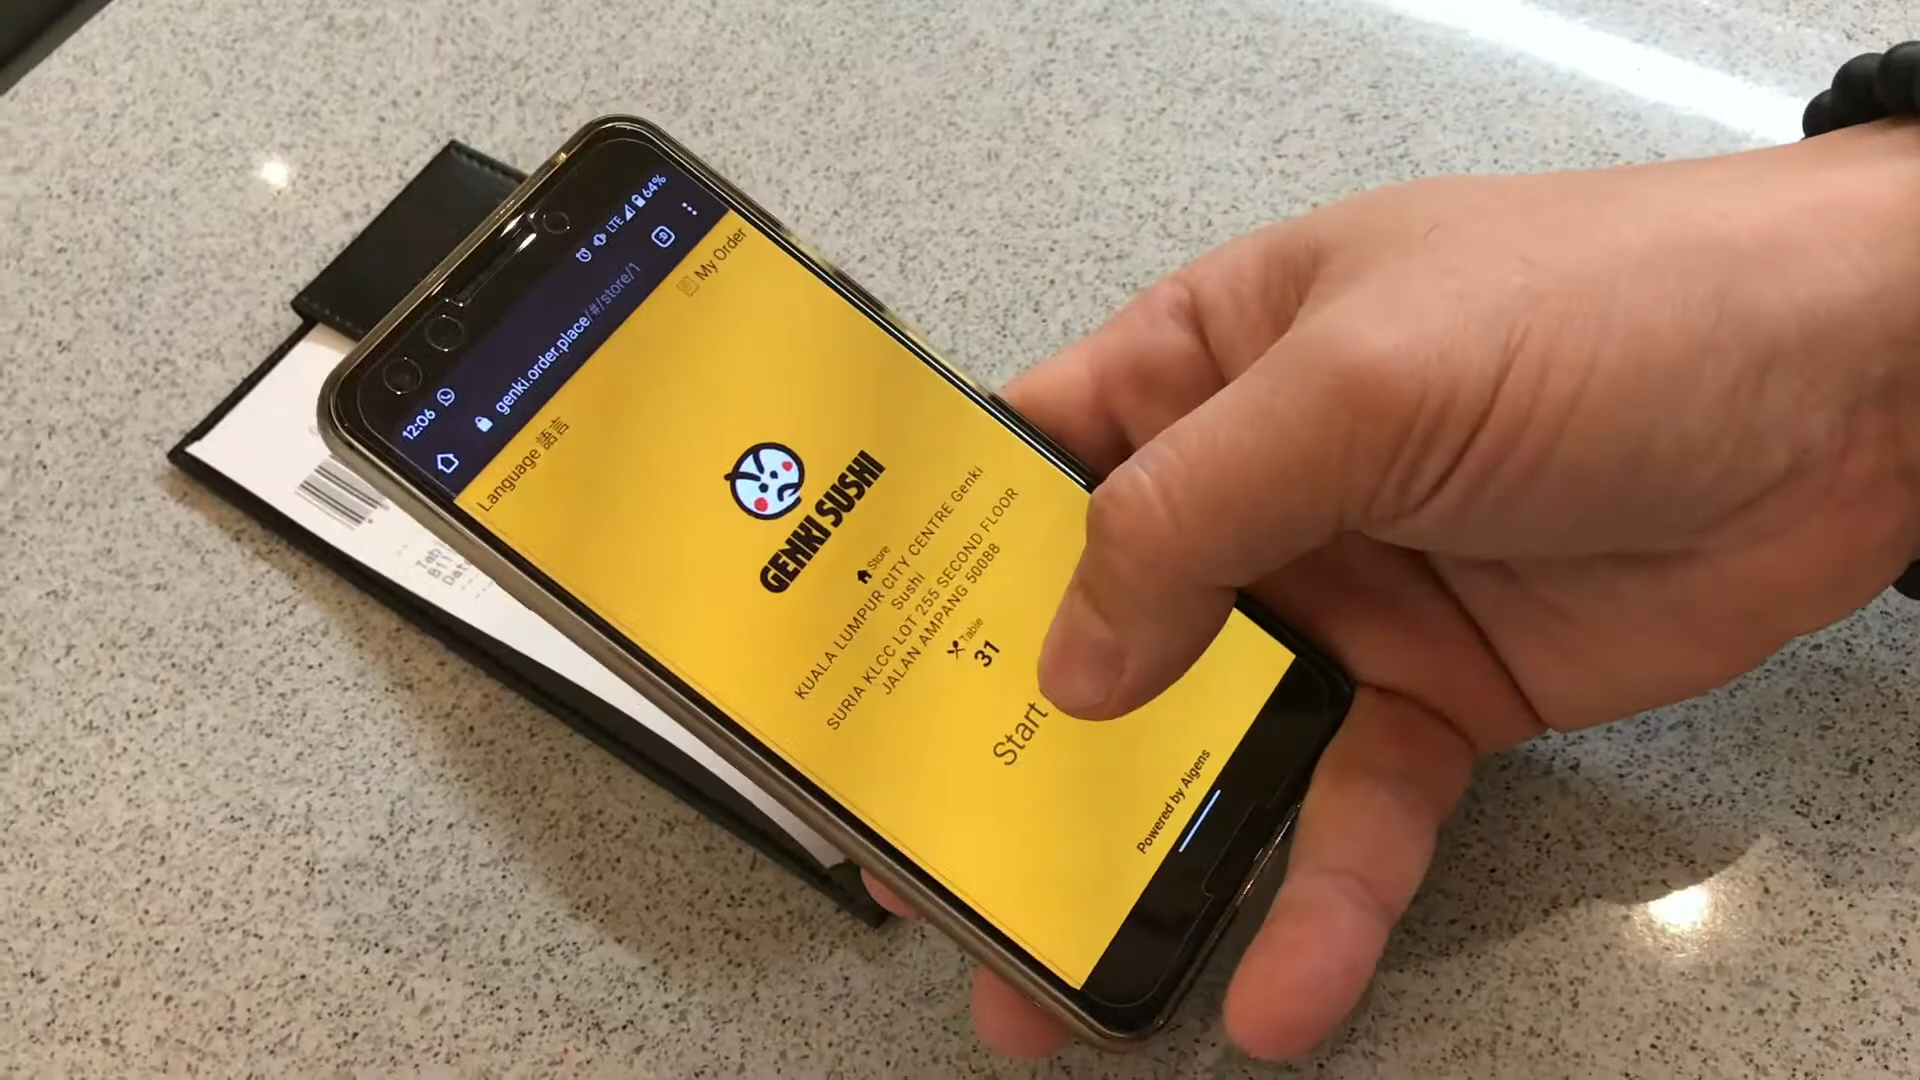 12:06
LTE 64%
genki.order.place/#/store/1
Language 語言
My Order
GENKI SUSHI
Store
KUALA LUMPUR CITY CENTRE Genki
Sushi
SURIA KLCC LOT 255 SECOND FLOOR
JALAN AMPANG 50088
Table
31
Start
Powered by Aigens